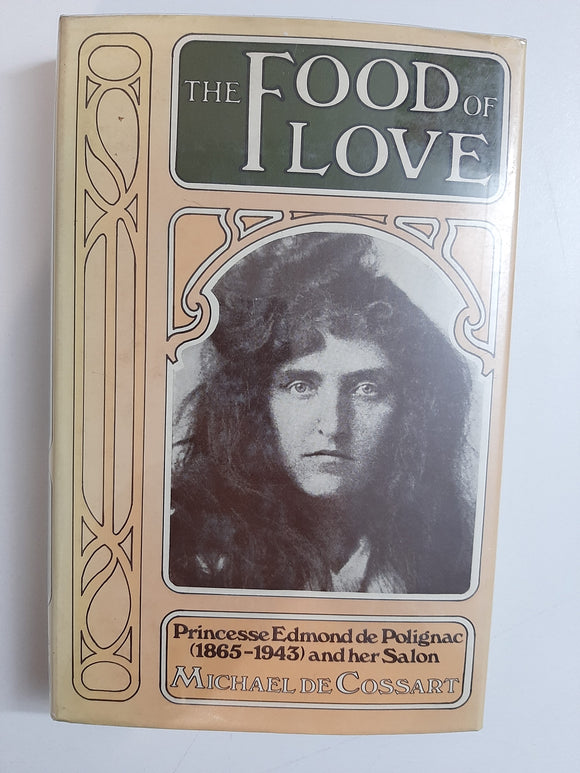 THE FOOD OF
LOVE
Princesse Edmond de Polignac
(1865-1943) and her Salon
MICHAEL DE COSSART